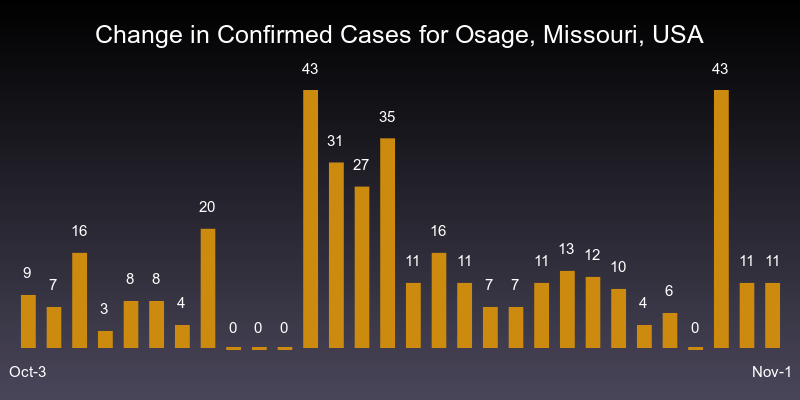 Change in Confirmed Cases for Osage, Missouri, USA
9 7 16 3 8 8 4 20 0 0 0 43 31 27 35 11 16 11 7 7 11 13 12 10 4 6 0 43 11 11
Oct-3 Nov-1